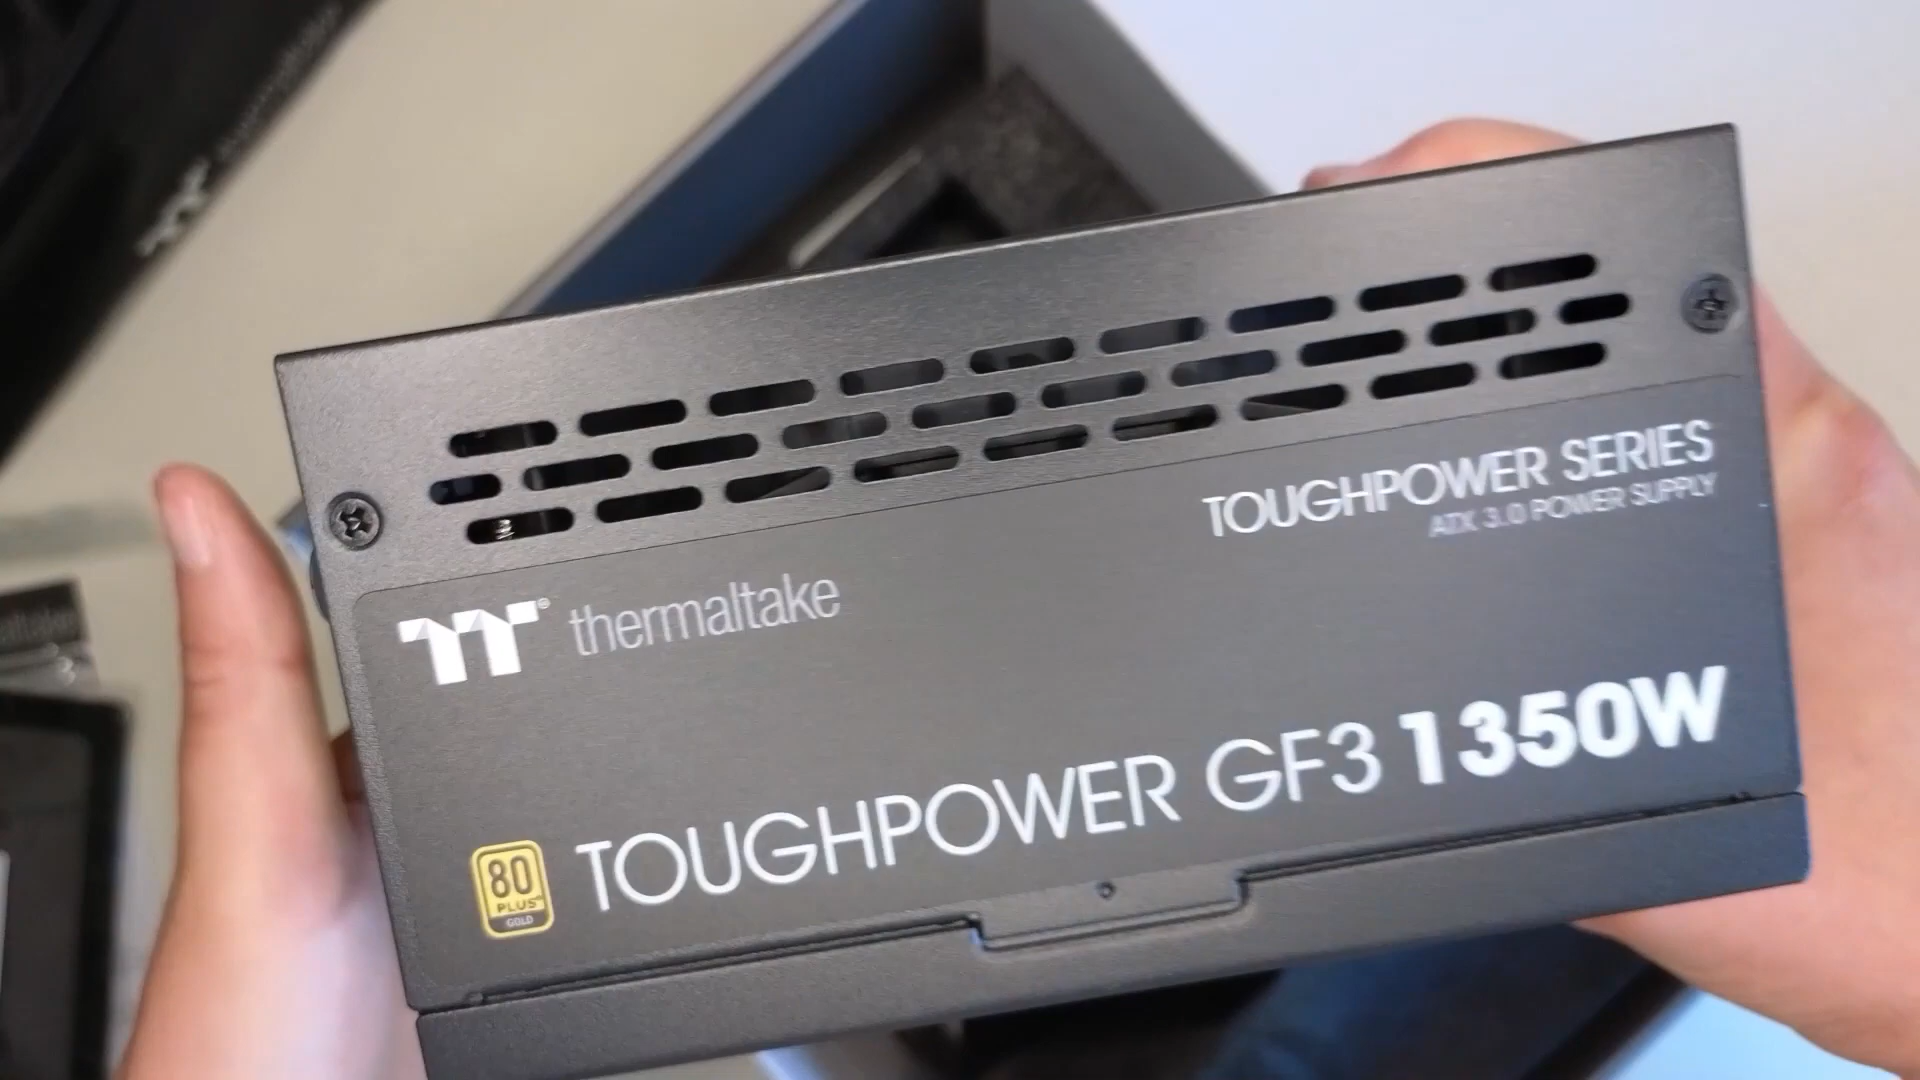 TOUGHPOWER SERIES
ATX 3.0 POWER SUPPLY
thermaltake
TOUGHPOWER GF3 1350W
80
PLUS
GOLD